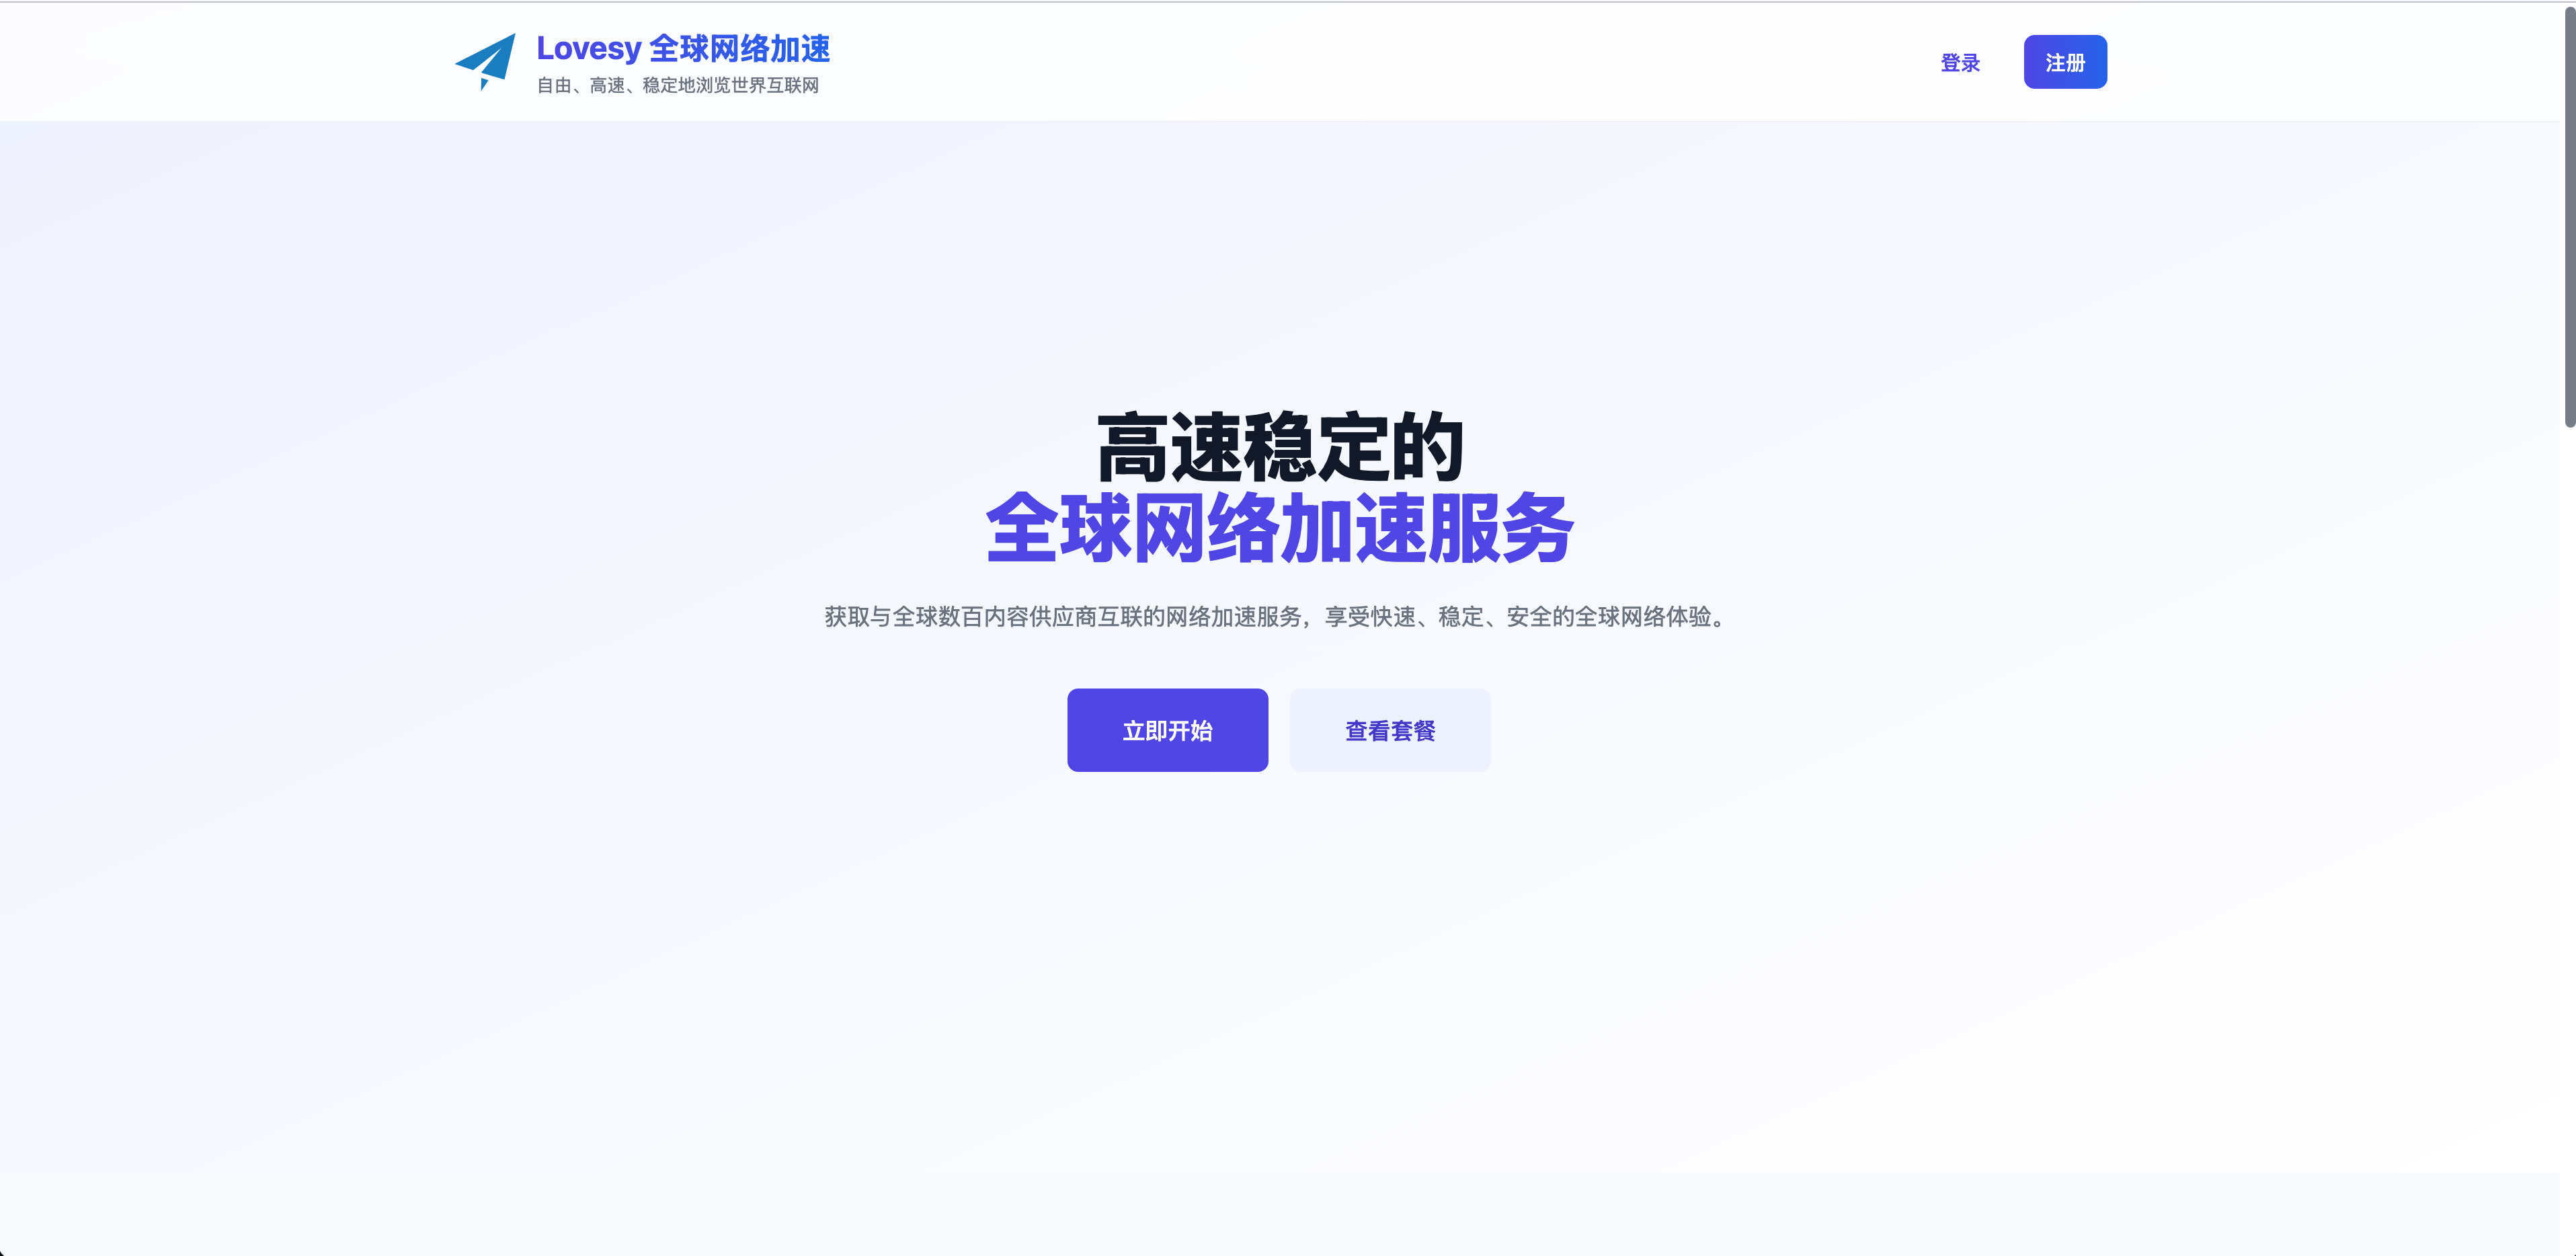 Lovesy 全球网络加速
自由、高速、稳定地浏览世界互联网
登录
注册
高速稳定的
全球网络加速服务
获取与全球数百内容供应商互联的网络加速服务，享受快速、稳定、安全的全球网络体验。
立即开始
查看套餐